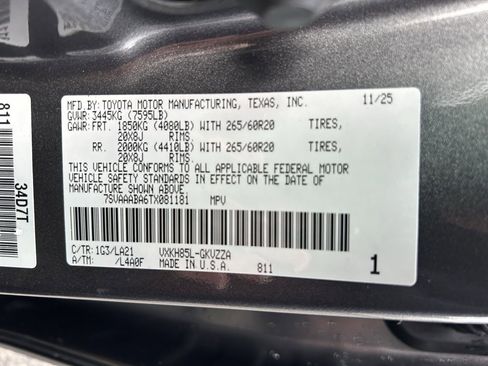 MFD.BY:TOYOTA MOTOR MANUFACTURING, TEXAS, INC. 11/25
GVWR: 3445KG (7595LB)
GAWR: FRT. 1850KG (4080LB) WITH 265/60R20 TIRES,
20X8J RIMS.
RR. 2000KG (4410LB) WITH 265/60R20 TIRES,
20X8J RIMS.
THIS VEHICLE CONFORMS TO ALL APPLICABLE FEDERAL MOTOR
VEHICLE SAFETY STANDARDS IN EFFECT ON THE DATE OF
MANUFACTURE SHOWN ABOVE.
7SVAAABA6TX081181 MPV
C/TR:1G3/LA21 VXKH85L-GKVZZA
A/TM: /L4A0F MADE IN U.S.A. 811 1
811
34D7T